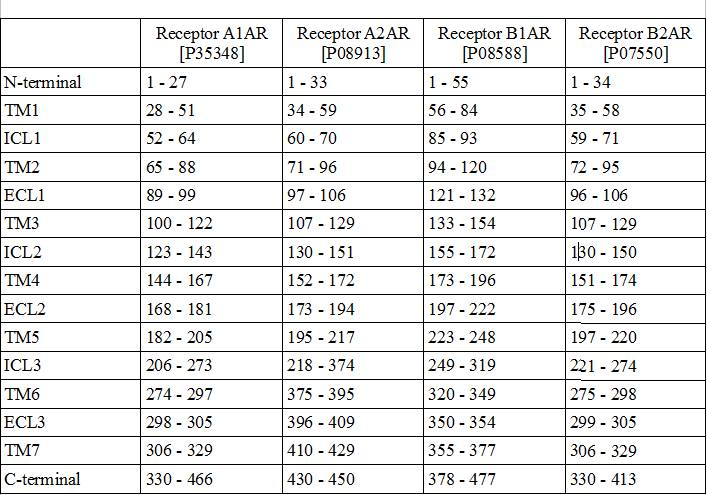 Receptor A1AR Receptor A2AR Receptor B1AR Receptor B2AR
[P35348] [P08913] [P08588] [P07550]
N-terminal 1 - 27 1 - 33 1 - 55 1 - 34
TM1 28 - 51 34 - 59 56 - 84 35 - 58
ICL1 52 - 64 60 - 70 85 - 93 59 - 71
TM2 65 - 88 71 - 96 94 - 120 72 - 95
ECL1 89 - 99 97 - 106 121 - 132 96 - 106
TM3 100 - 122 107 - 129 133 - 154 107 - 129
ICL2 123 - 143 130 - 151 155 - 172 130 - 150
TM4 144 - 167 152 - 172 173 - 196 151 - 174
ECL2 168 - 181 173 - 194 197 - 222 175 - 196
TM5 182 - 205 195 - 217 223 - 248 197 - 220
ICL3 206 - 273 218 - 374 249 - 319 221 - 274
TM6 274 - 297 375 - 395 320 - 349 275 - 298
ECL3 298 - 305 396 - 409 350 - 354 299 - 305
TM7 306 - 329 410 - 429 355 - 377 306 - 329
C-terminal 330 - 466 430 - 450 378 - 477 330 - 413